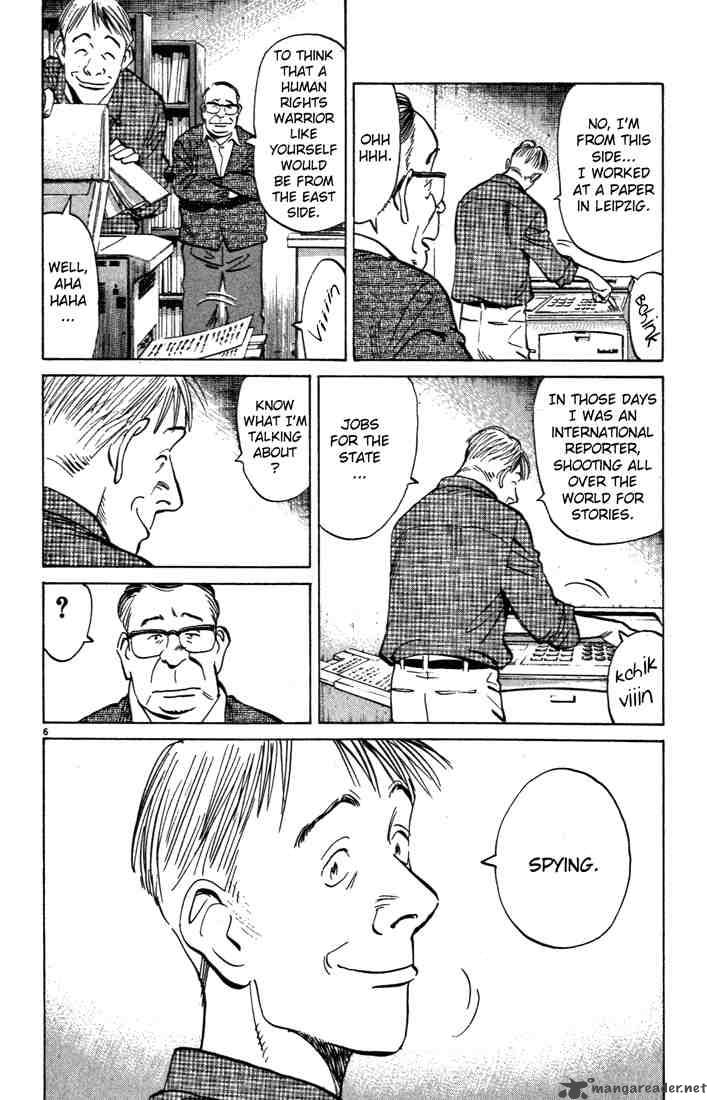 NO, I'M
FROM
THIS
SIDE...
I WORKED
AT A PAPER
IN LEIPZIG.
OHH
HHH.
TO THINK
THAT A
HUMAN
RIGHTS
WARRIOR
LIKE
YOURSELF
WOULD
BE FROM
THE EAST
SIDE.
WELL,
AHA
HAHA
...
IN THOSE DAYS
I WAS AN
INTERNATIONAL
REPORTER,
SHOOTING ALL
OVER
THE WORLD FOR
STORIES.
JOBS
FOR THE
STATE
...
kchik
viiin
KNOW
WHAT I'M
TALKING
ABOUT
?
?
6
SPYING.
mangareader.net